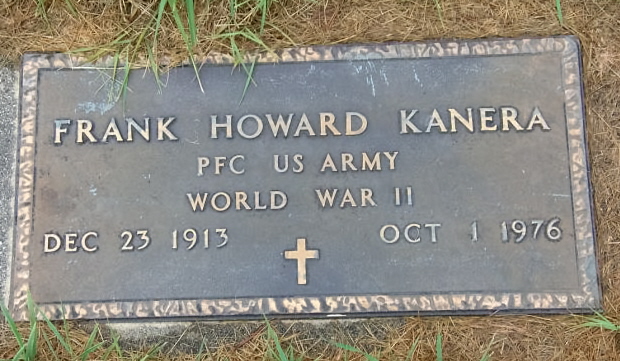 FRANK HOWARD KANERA
PFC US ARMY
WORLD WAR II
DEC 23 1913 OCT 1 1976